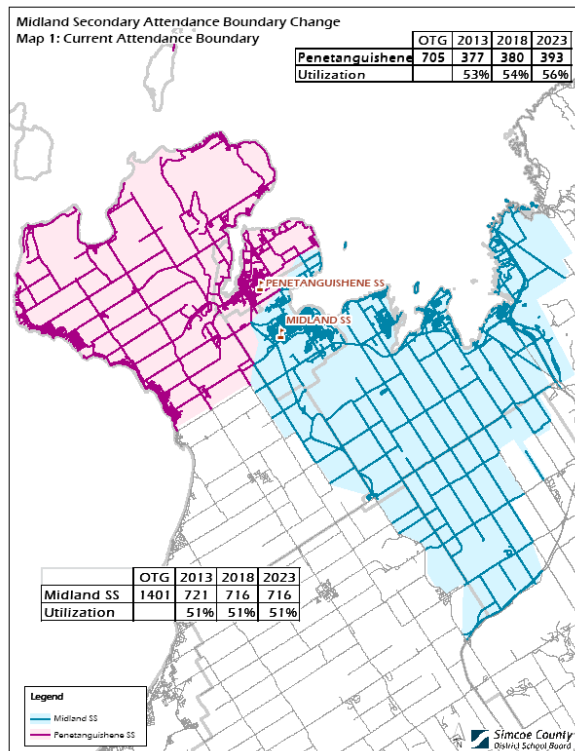 Midland Secondary Attendance Boundary Change
Map 1: Current Attendance Boundary
OTG 2013 2018 2023
Penetanguishene 705 377 380 393
Utilization 53% 54% 56%
PENETANGUISHENE SS
MIDLAND SS
OTG 2013 2018 2023
Midland SS 1401 721 716 716
Utilization 51% 51% 51%
Legend
Midland SS
Penetanguishene SS
Simcoe County
District School Board